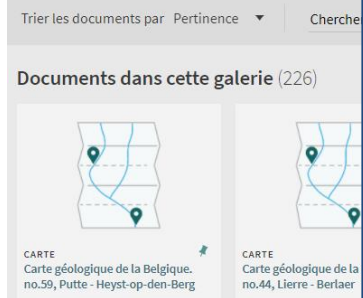 Trier les documents par Pertinence Cherche
Documents dans cette galerie (226)
CARTE
Carte géologique de la Belgique.
no.59, Putte - Heyst-op-den-Berg
CARTE
Carte géologique de la
no.44, Lierre - Berlaer